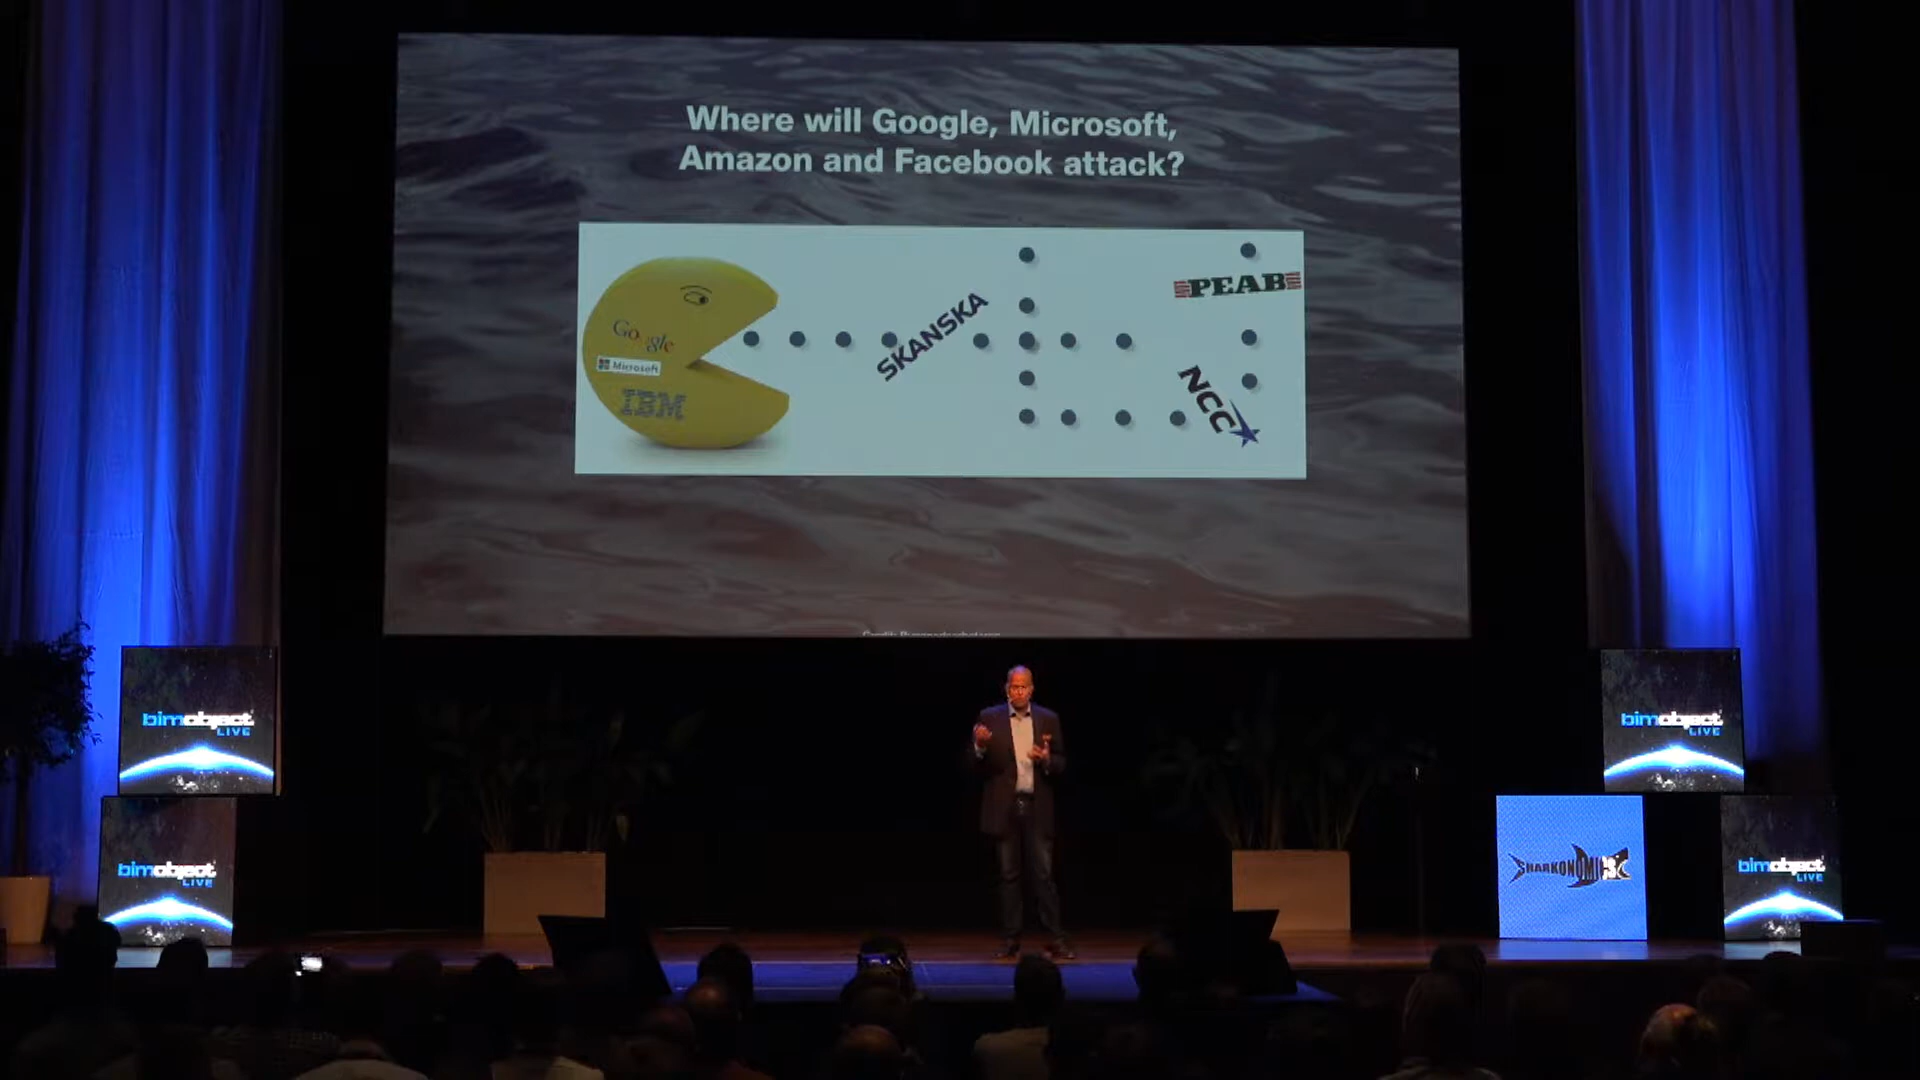 Where will Google, Microsoft,
Amazon and Facebook attack?
PEAB
SKANSKA
Google
Microsoft
IBM
NCC
bimobject
LIVE
bimobject
LIVE
bimobject
LIVE
SHARKONOMICS
bimobject
LIVE